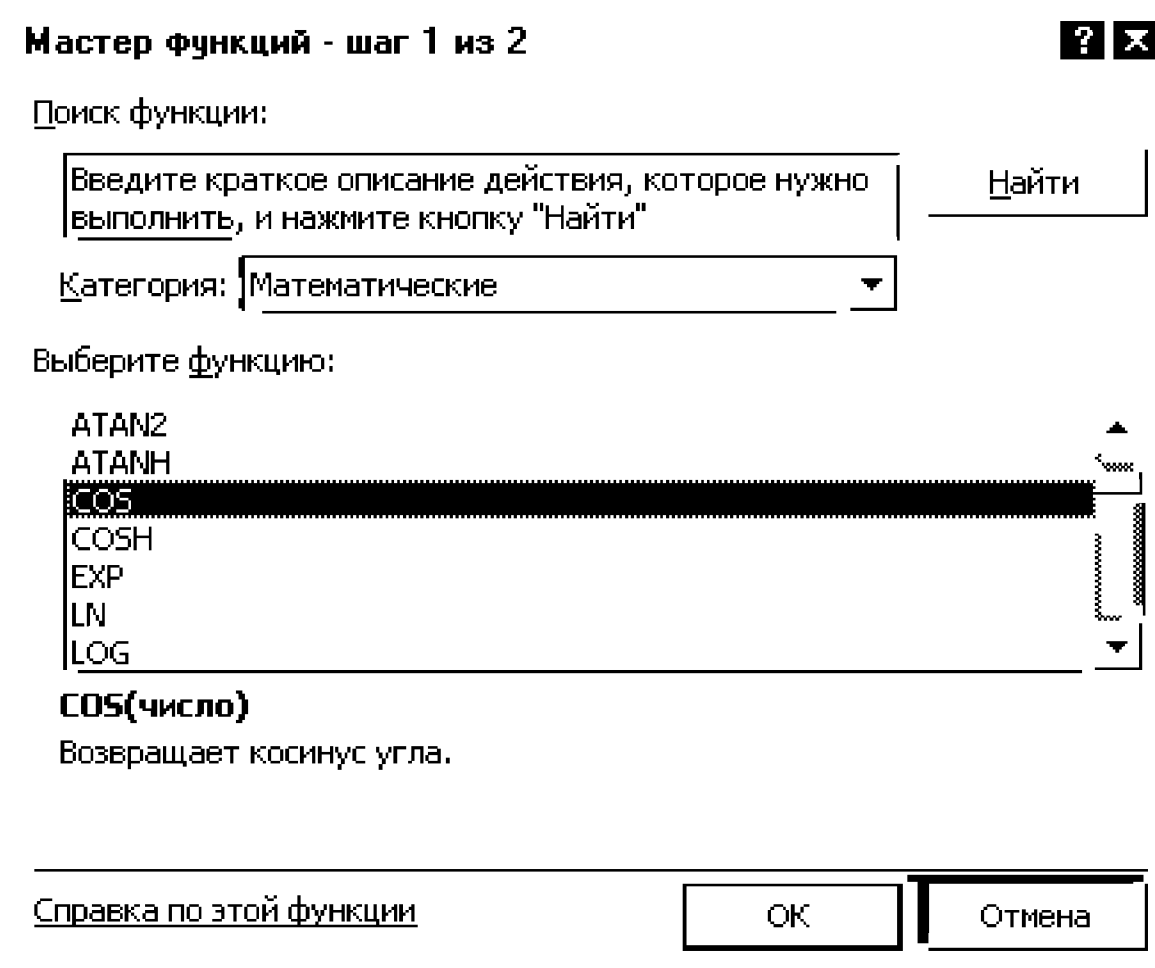 Мастер функций - шаг 1 из 2
Поиск функции:
Введите краткое описание действия, которое нужно
выполнить, и нажмите кнопку "Найти"
Найти
Категория: Математические
Выберите функцию:
ATAN2
ATANH
COS
COSH
EXP
LN
LOG
COS(число)
Возвращает косинус угла.
Справка по этой функции
ОК
Отмена